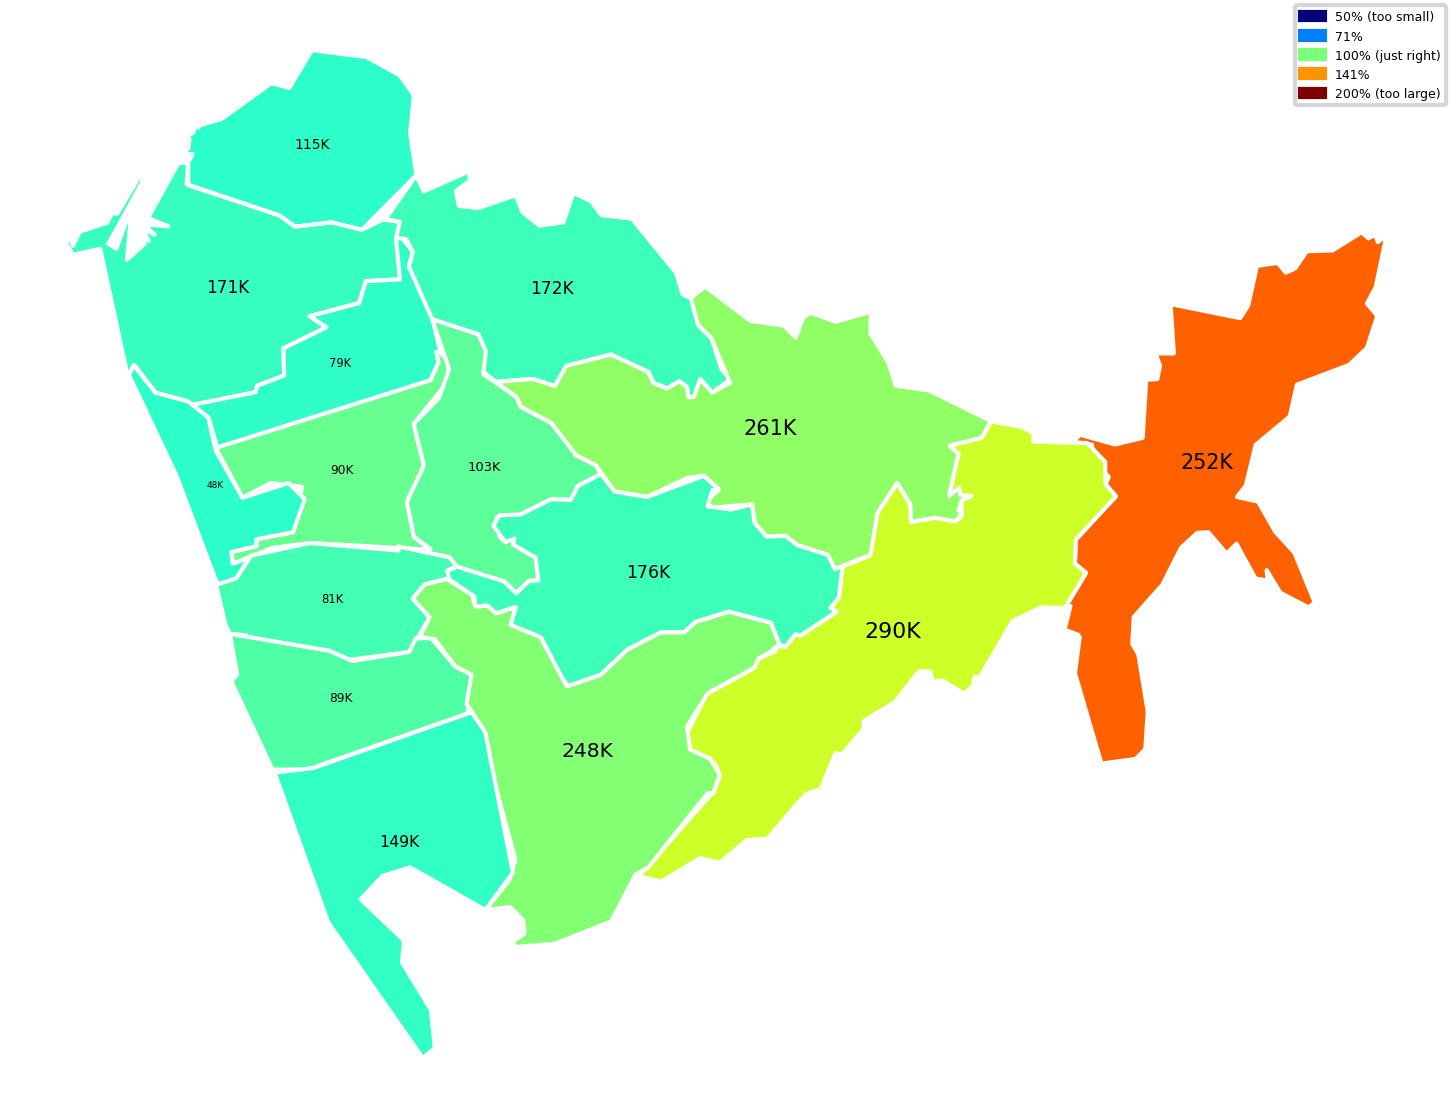 50% (too small)
71%
100% (just right)
141%
200% (too large)
115K
171K
172K
79K
261K
252K
90K
103K
48K
176K
81K
290K
89K
248K
149K